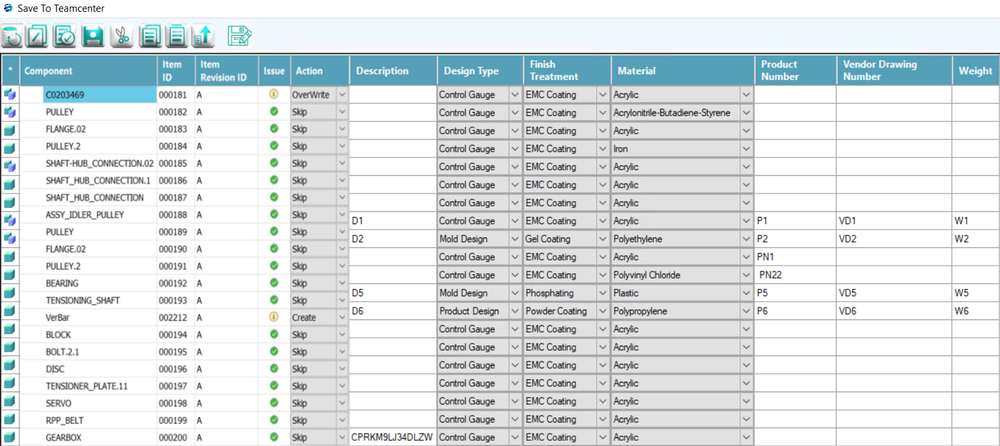 Save To Teamcenter
* Component Item ID Item Revision ID Issue Action Description Design Type Finish Treatment Material Product Number Vendor Drawing Number Weight
C0203469 000181 A OverWrite Control Gauge EMC Coating Acrylic
PULLEY 000182 A Skip Control Gauge EMC Coating Acrylonitrile-Butadiene-Styrene
FLANGE.02 000183 A Skip Control Gauge EMC Coating Acrylic
PULLEY.2 000184 A Skip Control Gauge EMC Coating Iron
SHAFT-HUB_CONNECTION.02 000185 A Skip Control Gauge EMC Coating Acrylic
SHAFT_HUB_CONNECTION.1 000186 A Skip Control Gauge EMC Coating Acrylic
SHAFT_HUB_CONNECTION 000187 A Skip Control Gauge EMC Coating Acrylic
ASSY_IDLER_PULLEY 000188 A Skip D1 Control Gauge EMC Coating Acrylic P1 VD1 W1
PULLEY 000189 A Skip D2 Mold Design Gel Coating Polyethylene P2 VD2 W2
FLANGE.02 000190 A Skip Control Gauge EMC Coating Acrylic PN1
PULLEY.2 000191 A Skip Control Gauge EMC Coating Polyvinyl Chloride PN22
BEARING 000192 A Skip D5 Mold Design Phosphating Plastic P5 VD5 W5
TENSIONING_SHAFT 000193 A Skip D6 Product Design Powder Coating Polypropylene P6 VD6 W6
VerBar 002212 A Create Control Gauge EMC Coating Acrylic
BLOCK 000194 A Skip Control Gauge EMC Coating Acrylic
BOLT.2.1 000195 A Skip Control Gauge EMC Coating Acrylic
DISC 000196 A Skip Control Gauge EMC Coating Acrylic
TENSIONER_PLATE.11 000197 A Skip Control Gauge EMC Coating Acrylic
SERVO 000198 A Skip
RPP_BELT 000199 A Skip Control Gauge EMC Coating Acrylic
GEARBOX 000200 A Skip CPRKM9LJ34DLZW Control Gauge EMC Coating Acrylic